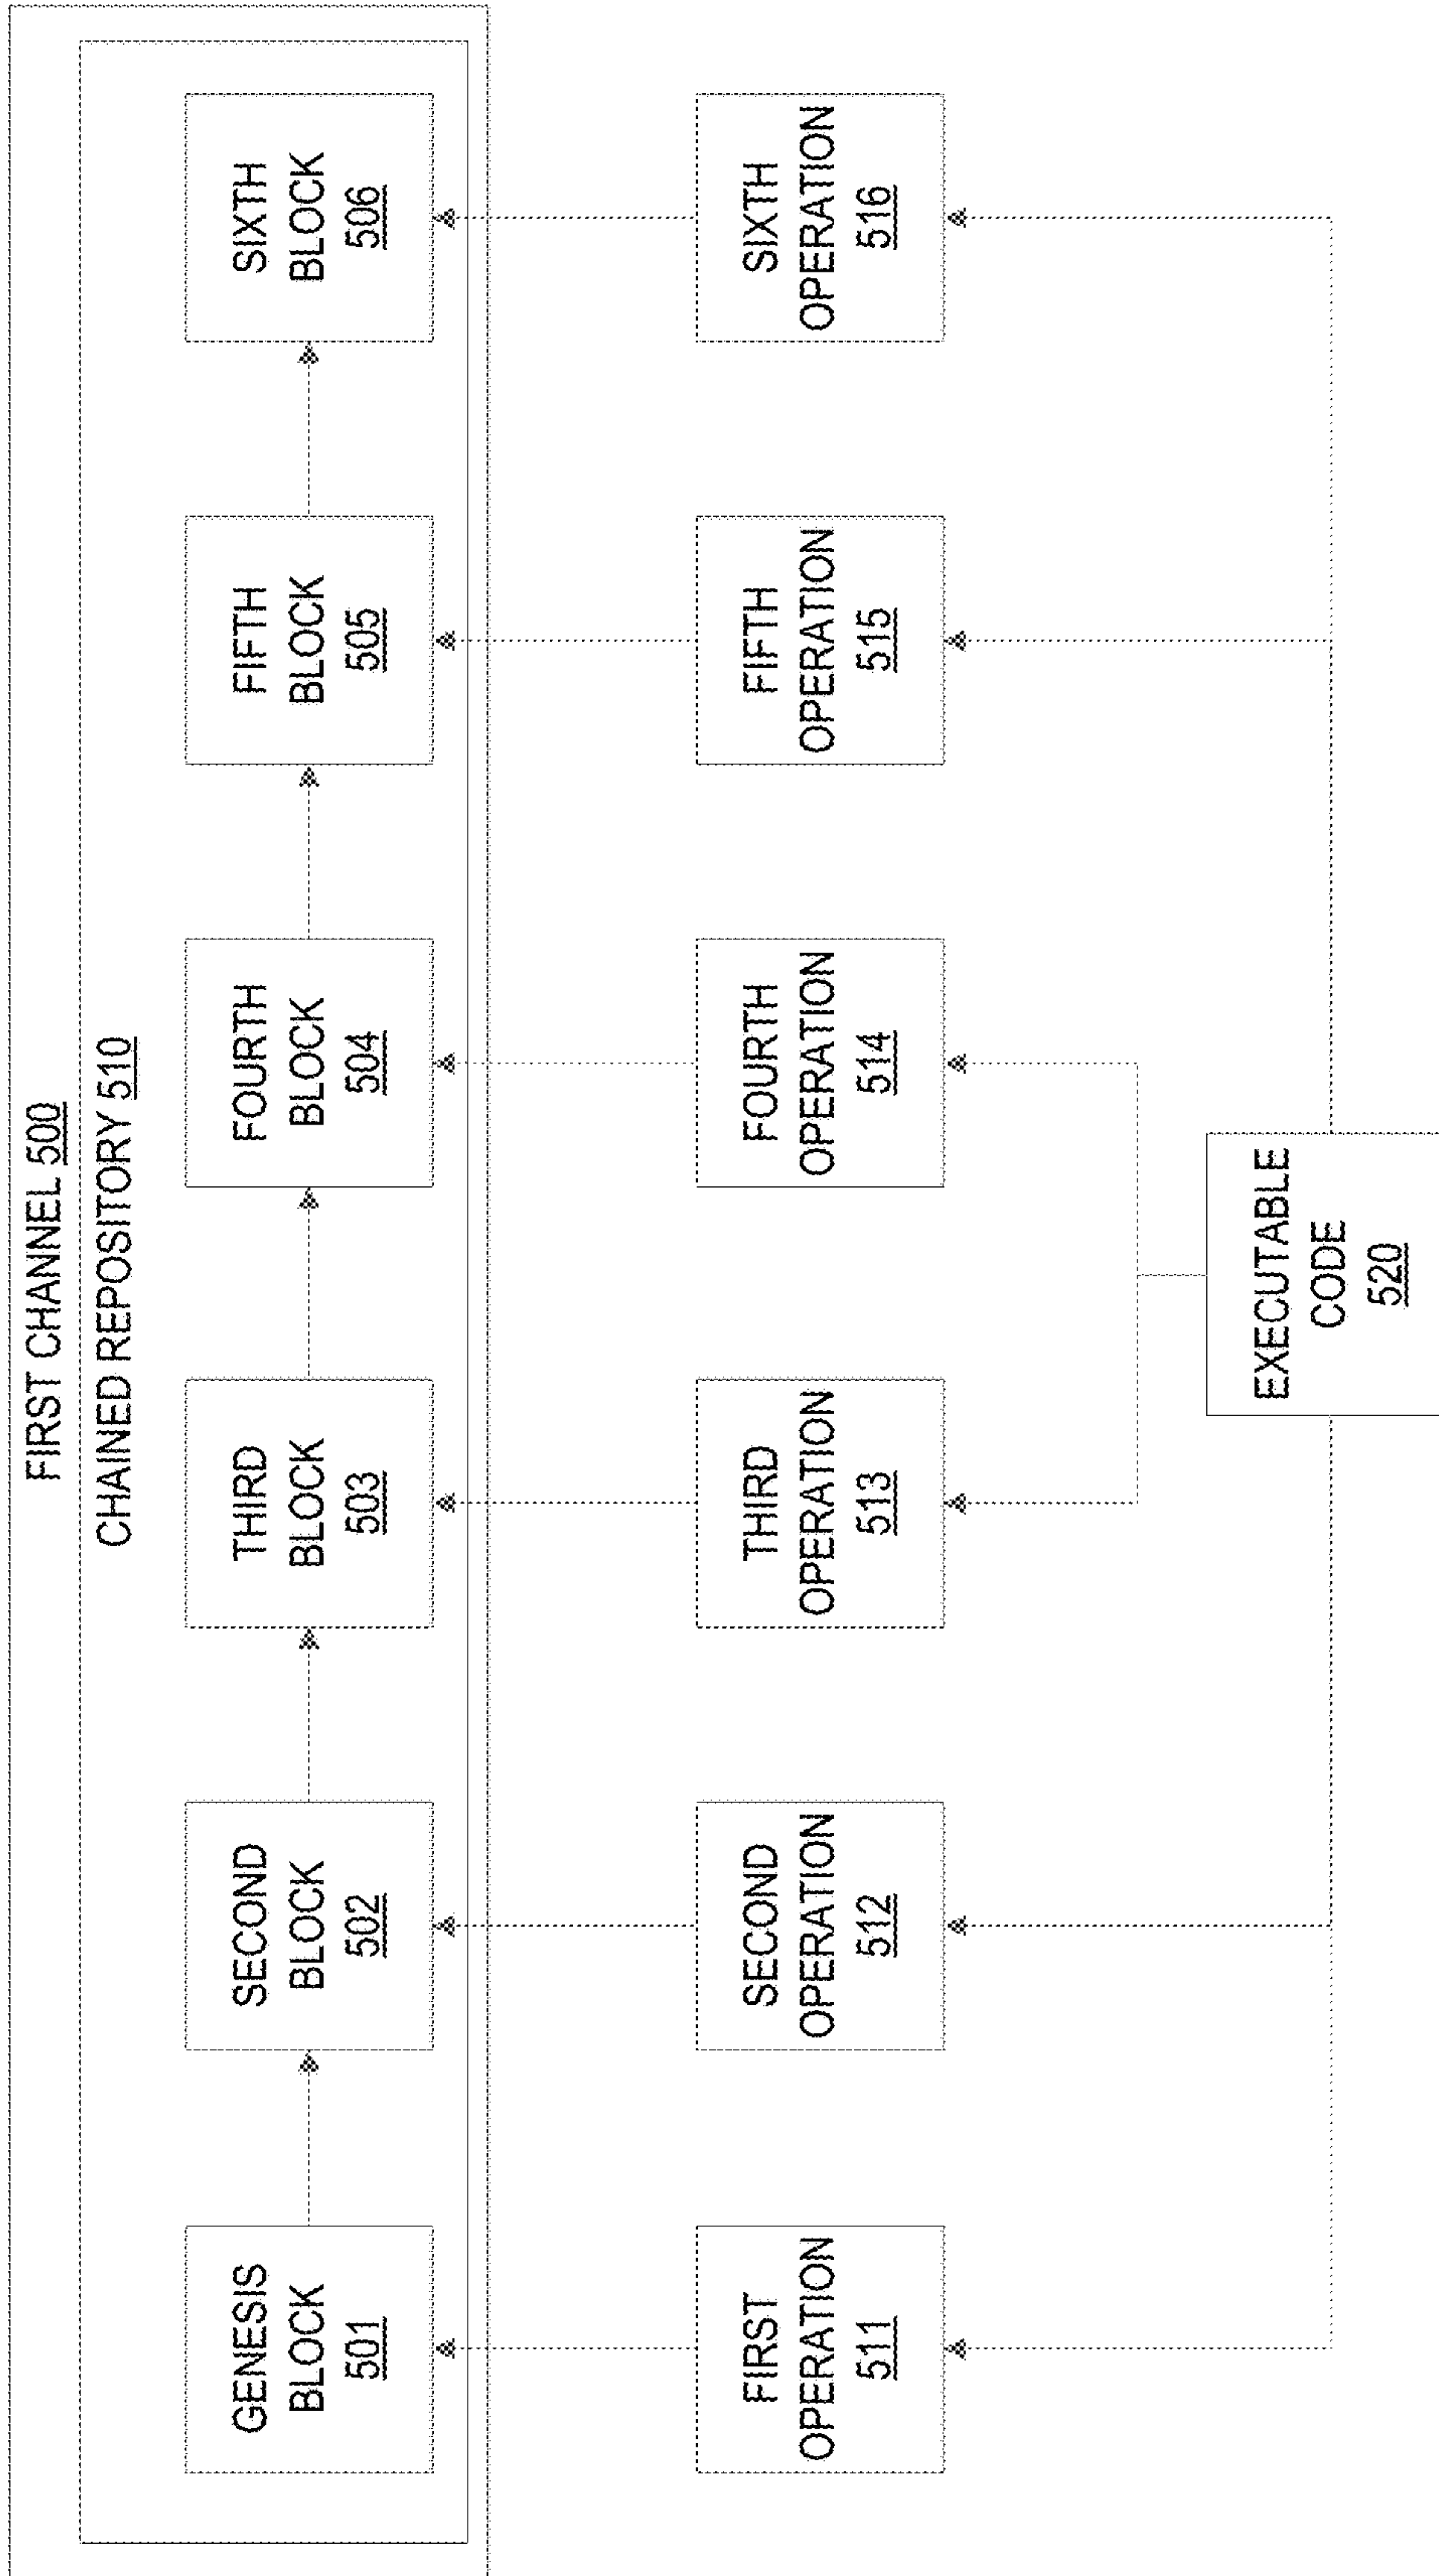 FIRST CHANNEL 500
CHAINED REPOSITORY 510
GENESIS
BLOCK
501
SECOND
BLOCK
502
THIRD
BLOCK
503
FOURTH
BLOCK
504
FIFTH
BLOCK
505
SIXTH
BLOCK
506
FIRST
OPERATION
511
SECOND
OPERATION
512
THIRD
OPERATION
513
FOURTH
OPERATION
514
FIFTH
OPERATION
515
SIXTH
OPERATION
516
EXECUTABLE
CODE
520